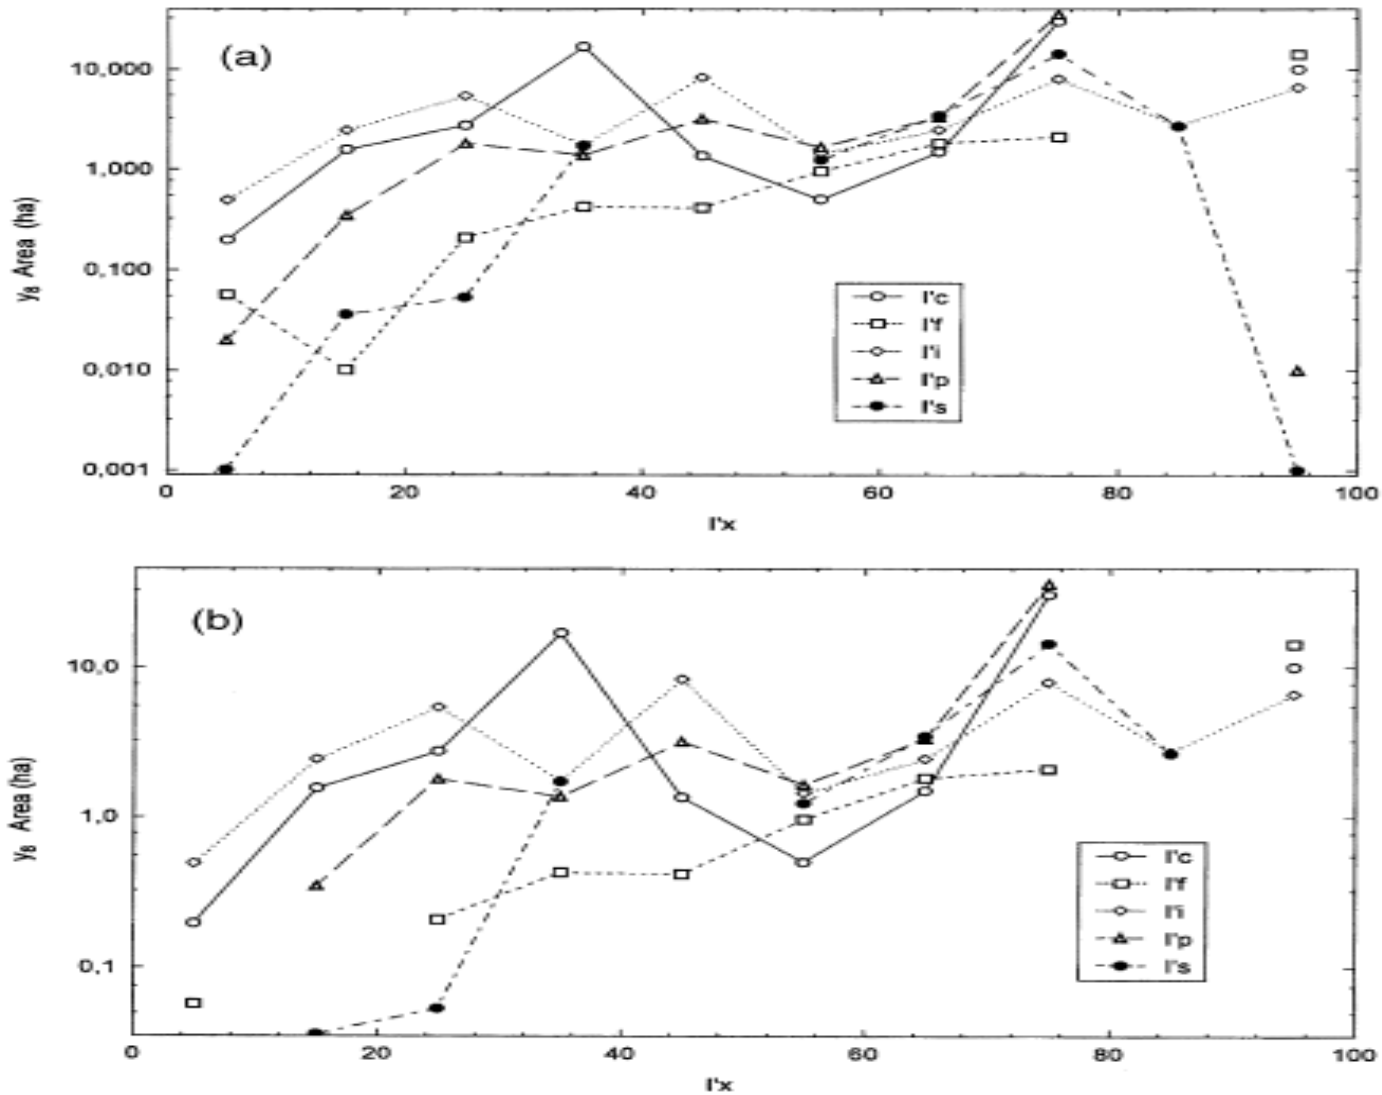 (a)
10,000
1,000
0,100
0,010
0,001
y₈ Area (ha)
I'c
I'f
I'i
I'p
I's
0 20 40 60 80 100
I'x
(b)
10,0
1,0
0,1
y₈ Area (ha)
I'c
I'f
I'i
I'p
I's
0 20 40 60 80 100
I'x